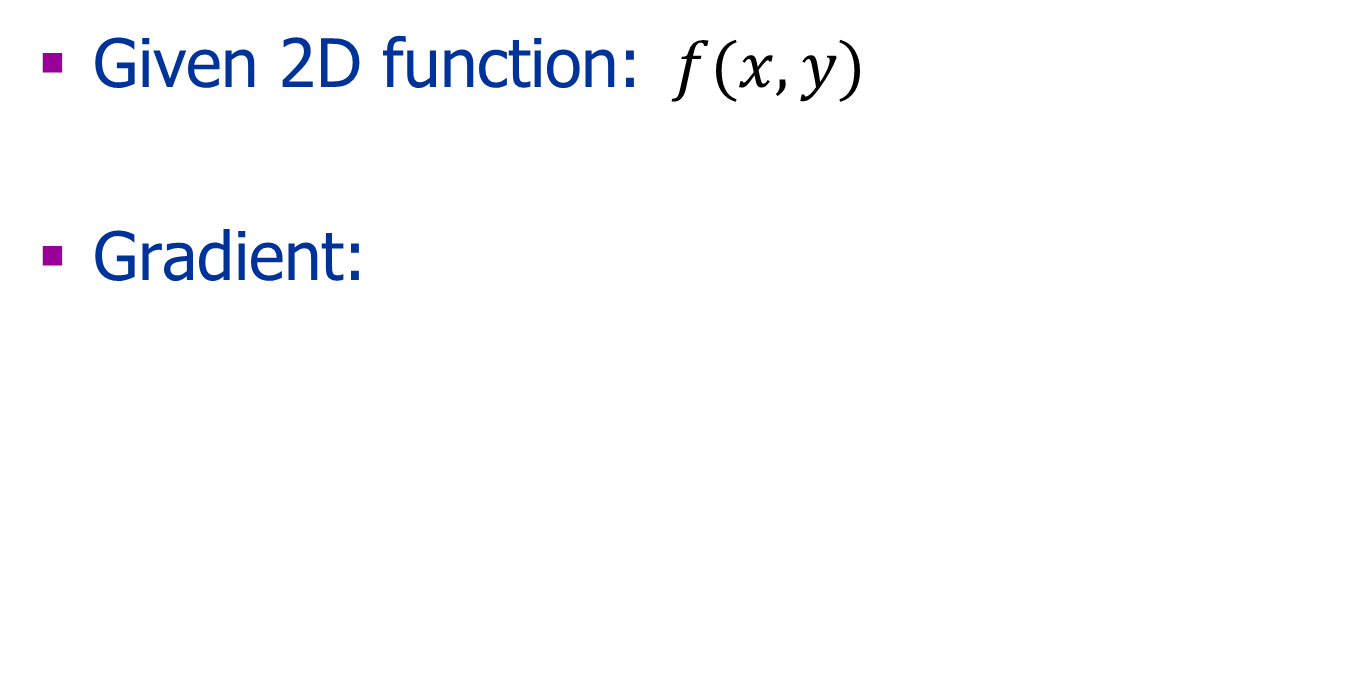 ▪ Given 2D function: f(x, y)
▪ Gradient: